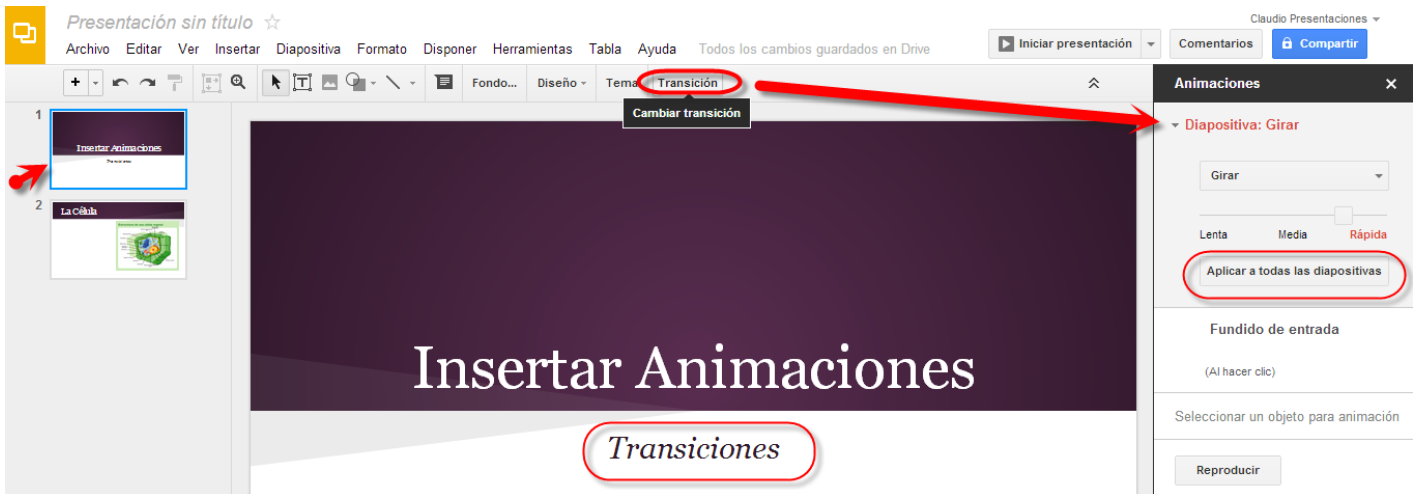 Presentación sin título
Claudio Presentaciones
Archivo Editar Ver Insertar Diapositiva Formato Disponer Herramientas Tabla Ayuda Todos los cambios guardados en Drive
Iniciar presentación
Comentarios
Compartir
+
Fondo... Diseño Tema Transición
Cambiar transición
1
Insertar Animaciones
2
La Célula
Insertar Animaciones
Transiciones
Animaciones
Diapositiva: Girar
Girar
Lenta Media Rápida
Aplicar a todas las diapositivas
Fundido de entrada
(Al hacer clic)
Seleccionar un objeto para animación
Reproducir